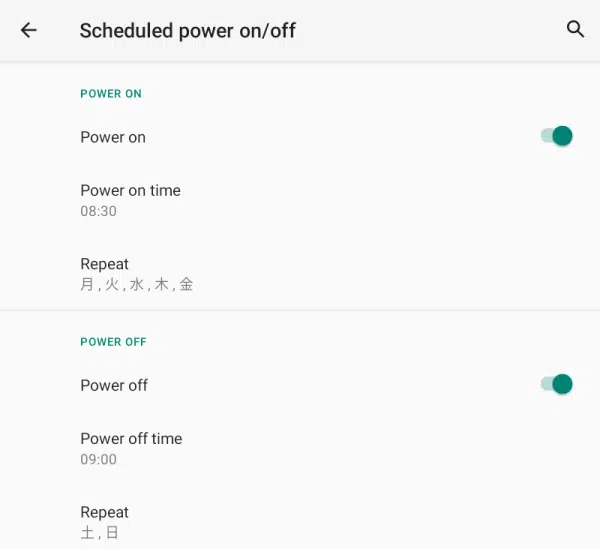 Scheduled power on/off
POWER ON
Power on
Power on time
08:30
Repeat
月 , 火 , 水 , 木 , 金
POWER OFF
Power off
Power off time
09:00
Repeat
土 , 日